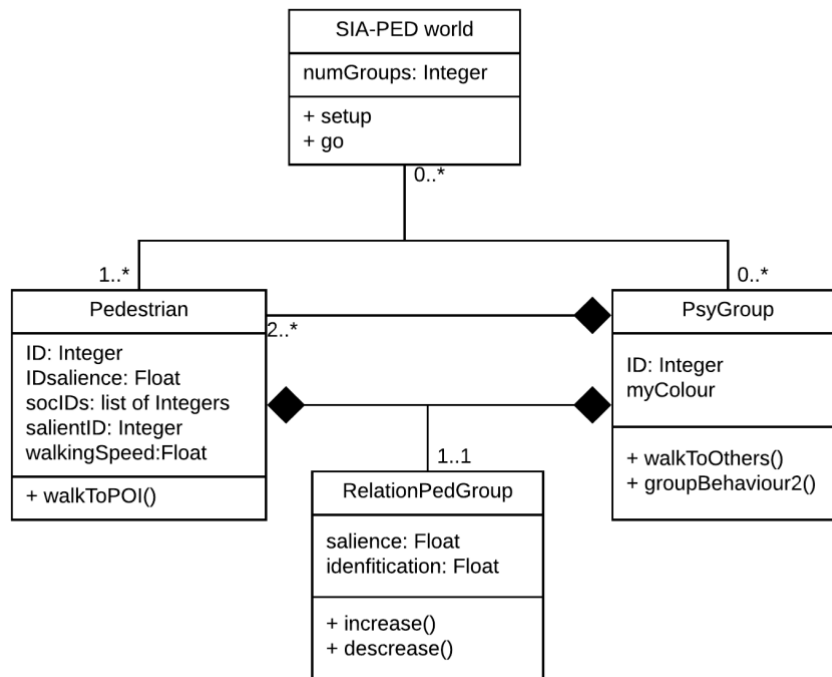 SIA-PED world
numGroups: Integer
+ setup
+ go
0..*
1..*
0..*
Pedestrian
ID: Integer
IDsalience: Float
socIDs: list of Integers
salientID: Integer
walkingSpeed:Float
+ walkToPOI()
2..*
PsyGroup
ID: Integer
myColour
+ walkToOthers()
+ groupBehaviour2()
1..1
RelationPedGroup
salience: Float
idenfitication: Float
+ increase()
+ descrease()